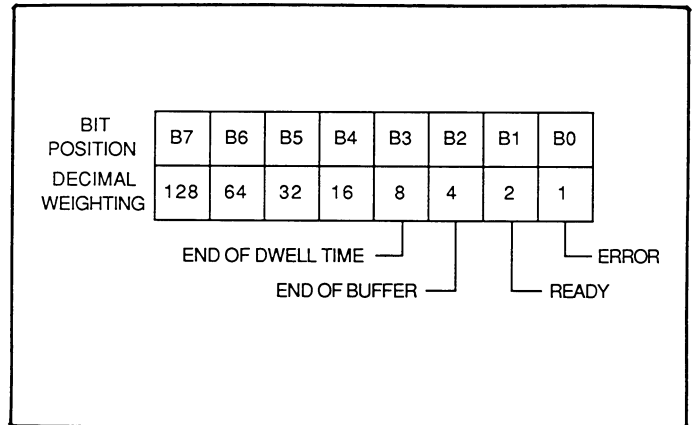 BIT POSITION B7 B6 B5 B4 B3 B2 B1 B0
DECIMAL WEIGHTING 128 64 32 16 8 4 2 1
END OF DWELL TIME ERROR
END OF BUFFER READY